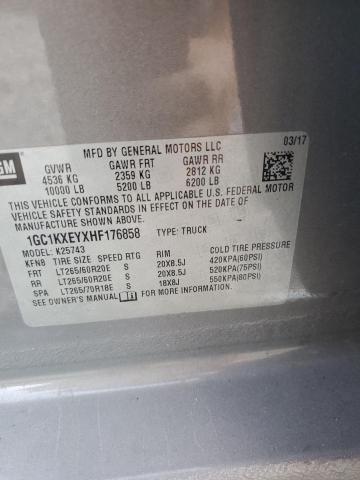 GM
MFD BY GENERAL MOTORS LLC 03/17
GVWR GAWR FRT GAWR RR
4536 KG 2359 KG 2812 KG
10000 LB 5200 LB 6200 LB
THIS VEHICLE CONFORMS TO ALL APPLICABLE U.S. FEDERAL MOTOR
VEHICLE SAFETY STANDARDS IN EFFECT ON THE DATE OF
MANUFACTURE SHOWN ABOVE.
1GC1KXEYXHF176858 TYPE: TRUCK
MODEL: K25743
KFNB TIRE SIZE SPEED RTG RIM COLD TIRE PRESSURE
FRT LT265/60R20E S 20X8.5J 420KPA(60PSI)
RR LT265/60R20E S 20X8.5J 520KPA(75PSI)
SPA LT265/70R18E S 18X8J 550KPA(80PSI)
SEE OWNER'S MANUAL FOR MORE INFORMATION.